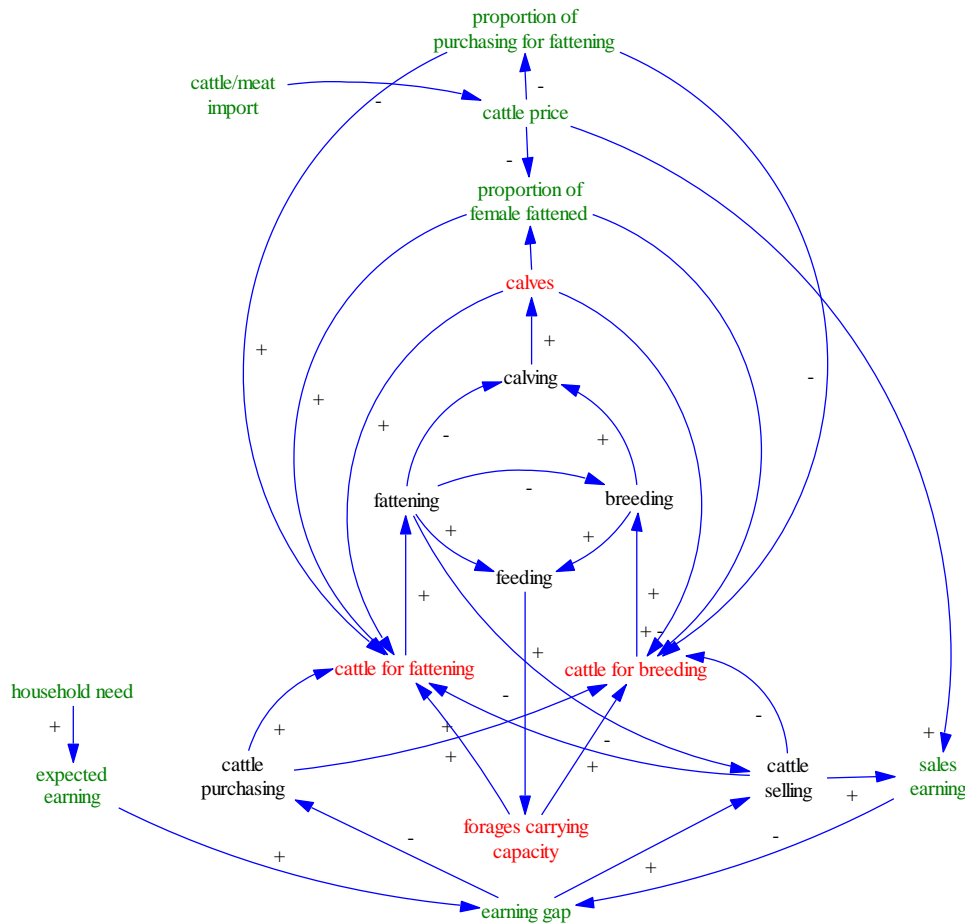 proportion of
purchasing for fattening
cattle/meat
import
-
-
cattle price
-
proportion of
female fattened
calves
+
+
-
+
+
calving
-
+
fattening
-
breeding
+
+
feeding
+
+
+ -
+
cattle for fattening
cattle for breeding
household need
+
-
-
+
+
-
+
+
+
expected
earning
cattle
purchasing
cattle
selling
sales
earning
+
forages carrying
capacity
-
-
+
+
earning gap